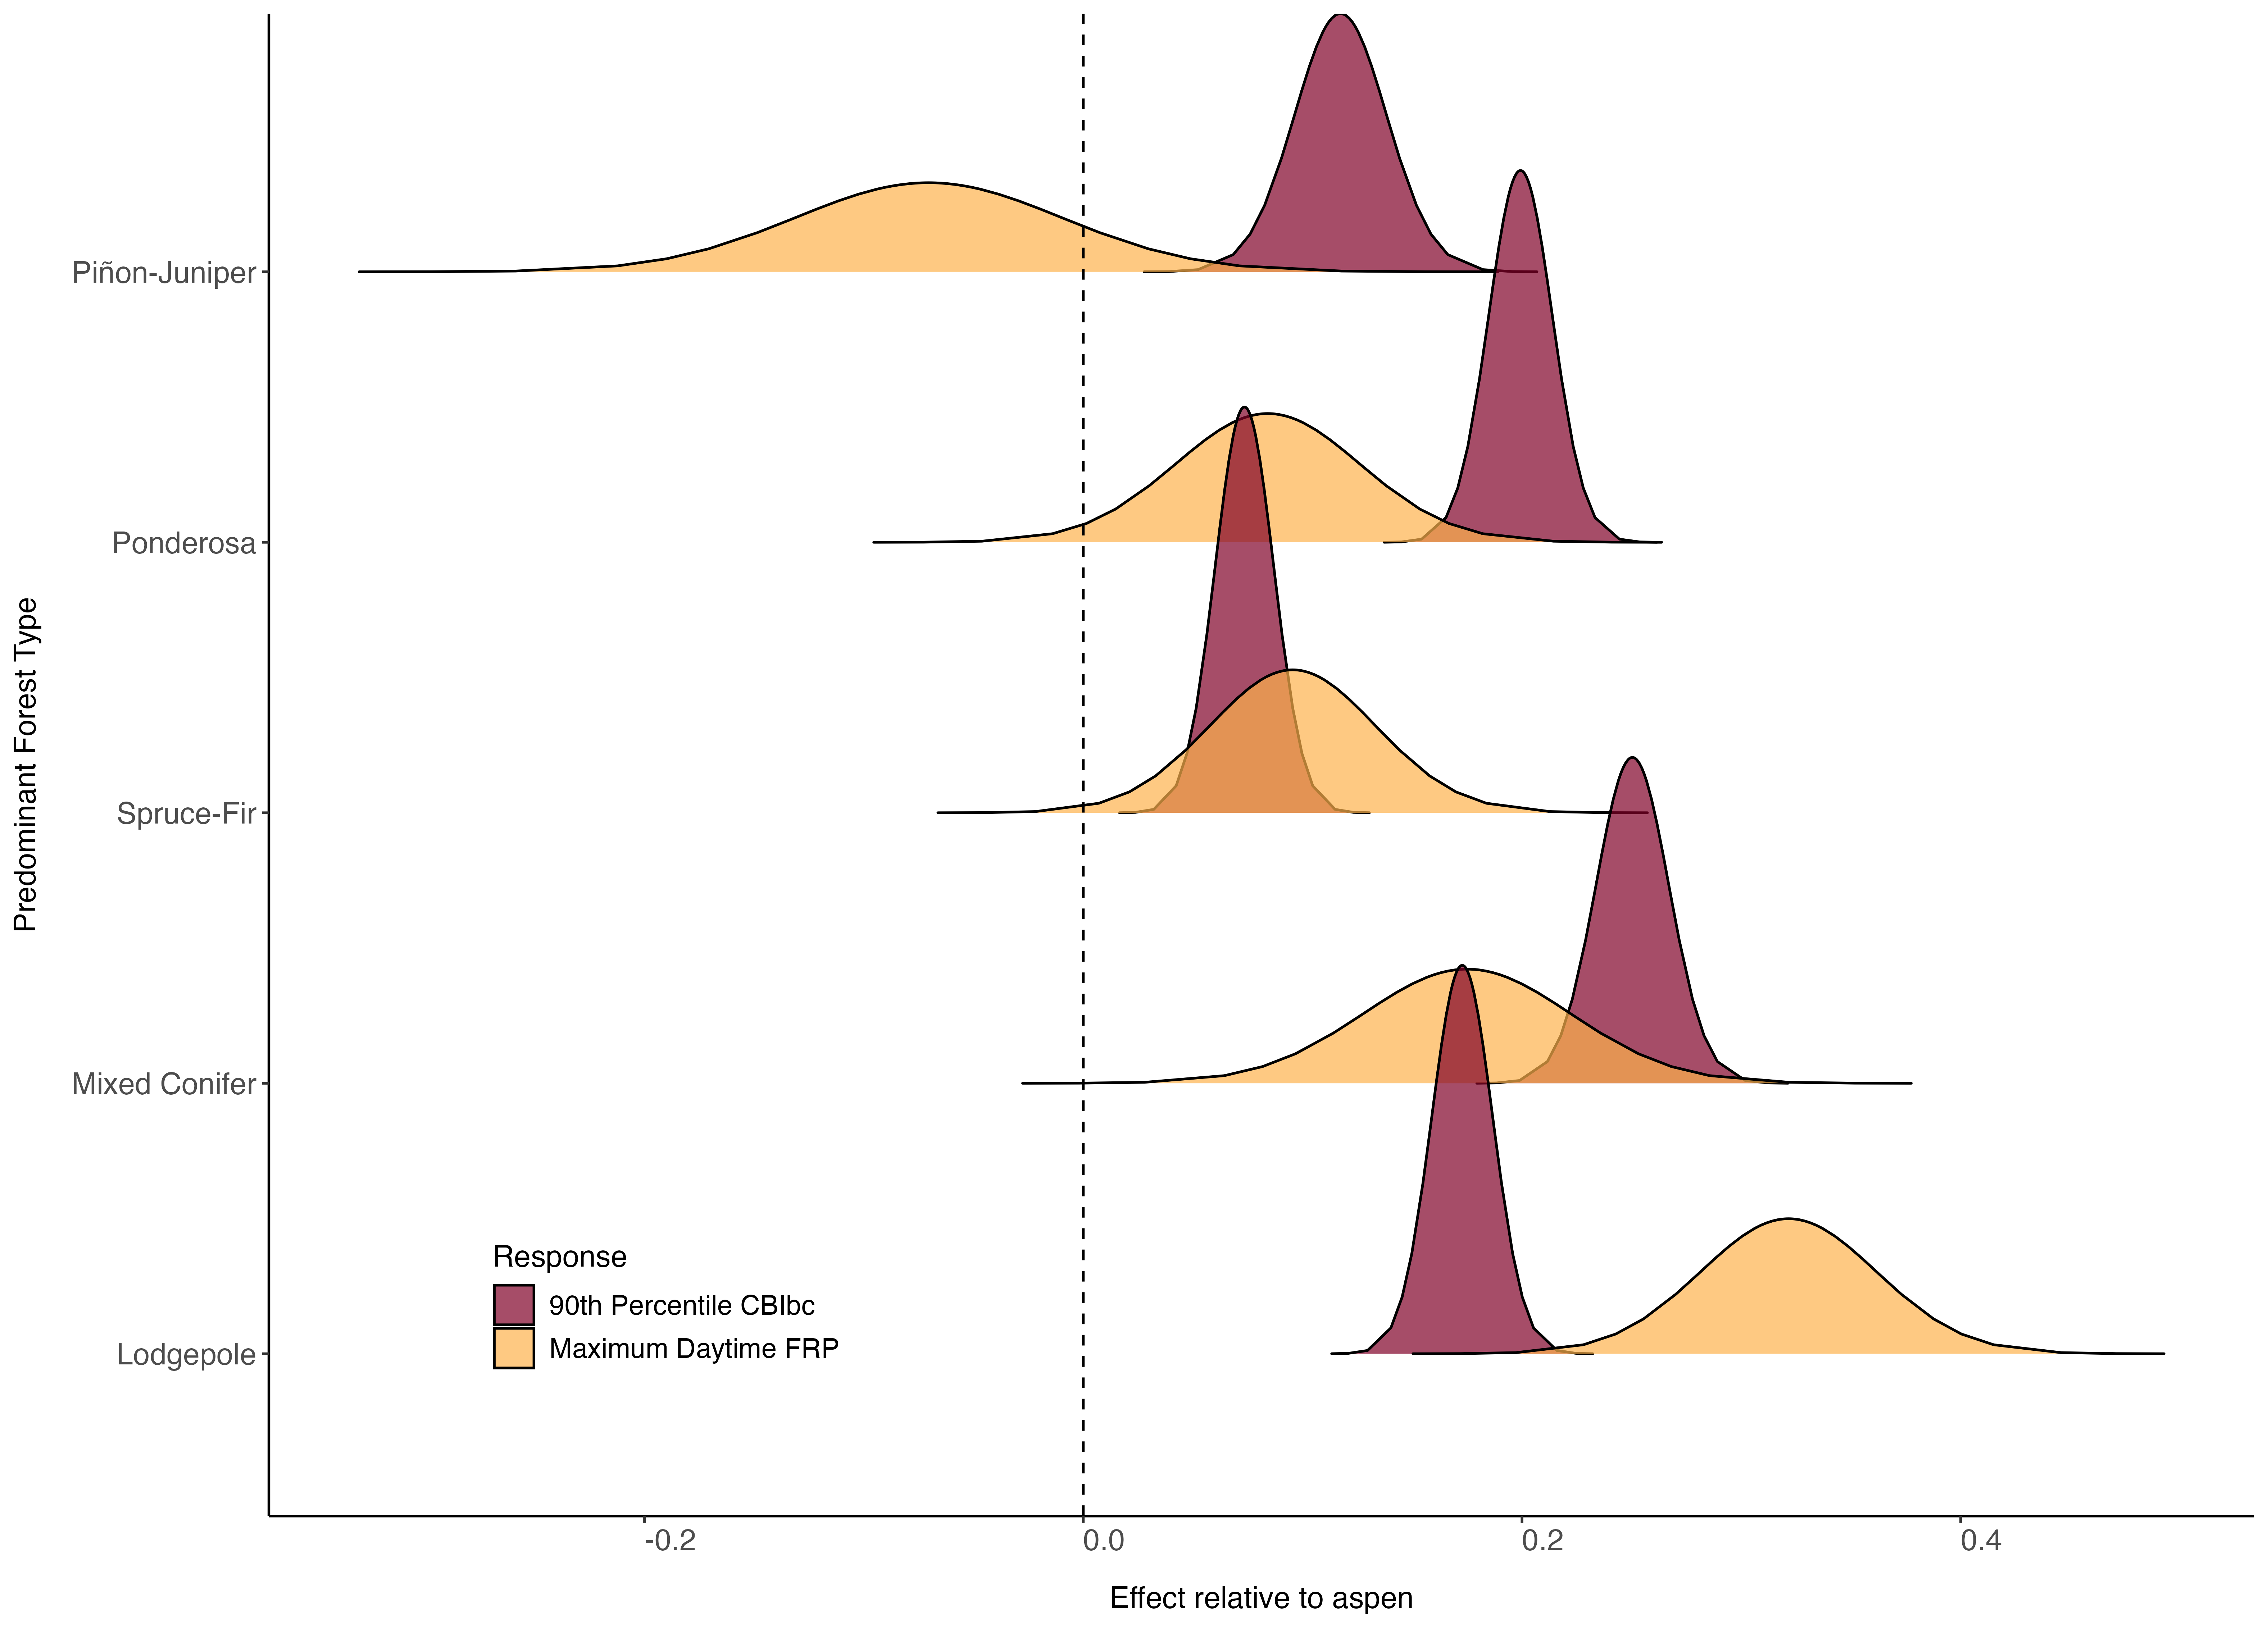 Predominant Forest Type
Piñon-Juniper
Ponderosa
Spruce-Fir
Mixed Conifer
Lodgepole
Response
90th Percentile CBIbc
Maximum Daytime FRP
-0.2
0.0
0.2
0.4
Effect relative to aspen